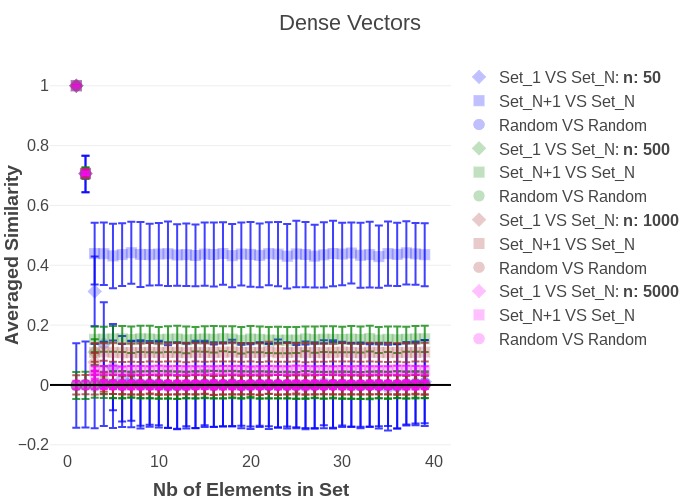 Dense Vectors
Averaged Similarity
1
0.8
0.6
0.4
0.2
0
−0.2
0
10
20
30
40
Nb of Elements in Set
Set_1 VS Set_N: n: 50
Set_N+1 VS Set_N
Random VS Random
Set_1 VS Set_N: n: 500
Set_N+1 VS Set_N
Random VS Random
Set_1 VS Set_N: n: 1000
Set_N+1 VS Set_N
Random VS Random
Set_1 VS Set_N: n: 5000
Set_N+1 VS Set_N
Random VS Random